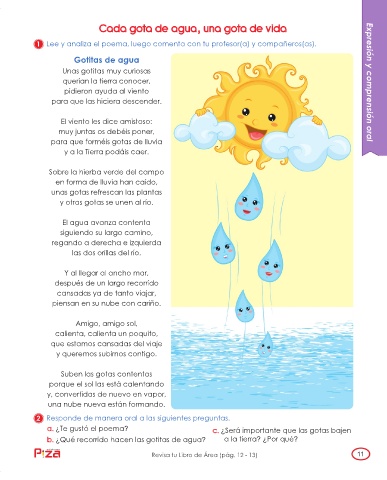 Cada gota de agua, una gota de vida
1 Lee y analiza el poema, luego comenta con tu profesor(a) y compañeros(as).
Gotitas de agua
Unas gotitas muy curiosas
querían la tierra conocer,
pidieron ayuda al viento
para que las hiciera descender.
El viento les dice amistoso:
muy juntas os debéis poner,
para que forméis gotas de lluvia
y a la Tierra podáis caer.
Sobre la hierba verde del campo
en forma de lluvia han caído,
unas gotas refrescan las plantas
y otras gotas se unen al río.
El agua avanza contenta
siguiendo su largo camino,
regando a derecha e izquierda
las dos orillas del río.
Y al llegar al ancho mar,
después de un largo recorrido
cansadas ya de tanto viajar,
piensan en su nube con cariño.
Amigo, amigo sol,
calienta, calienta un poquito,
que estamos cansadas del viaje
y queremos subirnos contigo.
Suben las gotas contentas
porque el sol las está calentando
y, convertidas de nuevo en vapor,
una nube nueva están formando.
2 Responde de manera oral a las siguientes preguntas.
a. ¿Te gustó el poema?
b. ¿Qué recorrido hacen las gotitas de agua?
c. ¿Será importante que las gotas bajen
a la tierra? ¿Por qué?
Revisa tu Libro de Área (pág. 12 - 13)
11
Expresión y comprensión oral